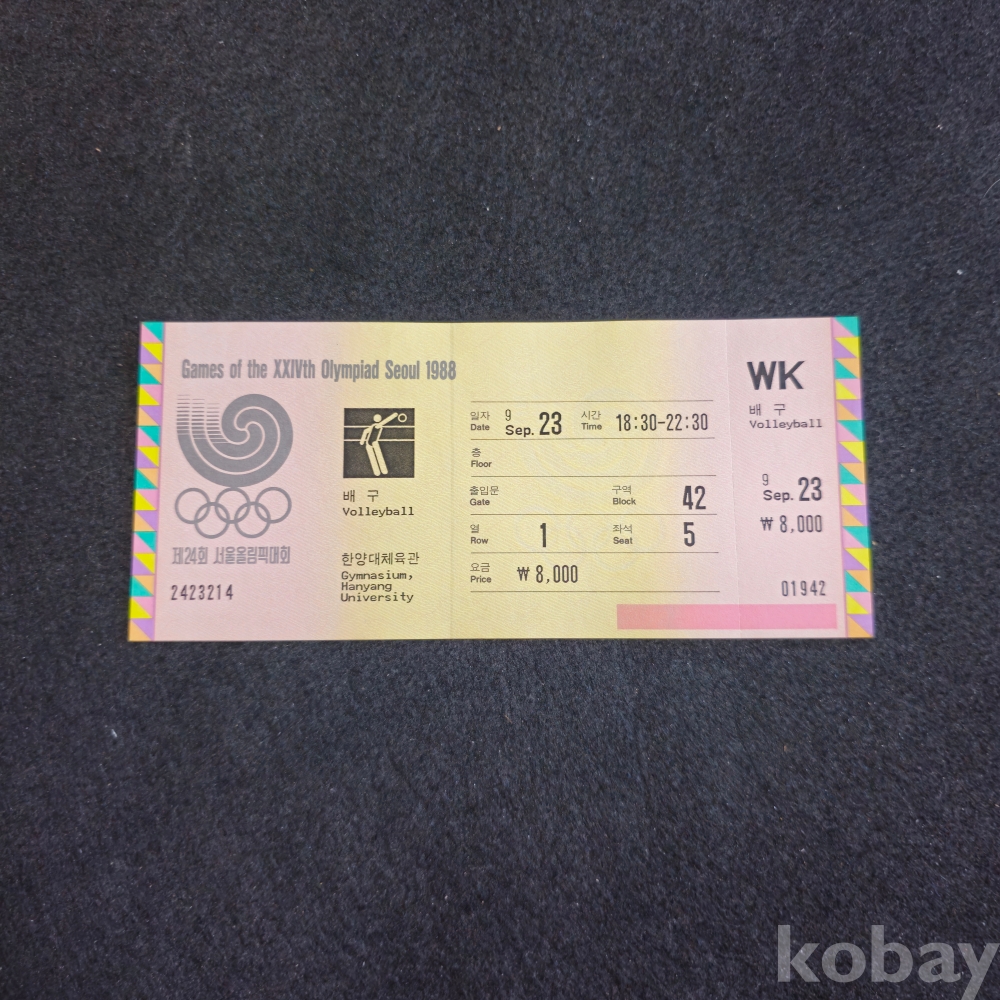 Games of the XXIVth Olympiad Seoul 1988
제24회 서울올림픽대회
2423214
배 구
Volleyball
한양대체육관
Gymnasium,
Hanyang
University
일자 9 시간
Date Sep. 23 Time 18:30-22:30
층
Floor
출입문 구역
Gate Block 42
열 좌석
Row 1 Seat 5
요금
Price ₩ 8,000
WK
배 구
Volleyball
9
Sep. 23
₩ 8,000
01942
kobay